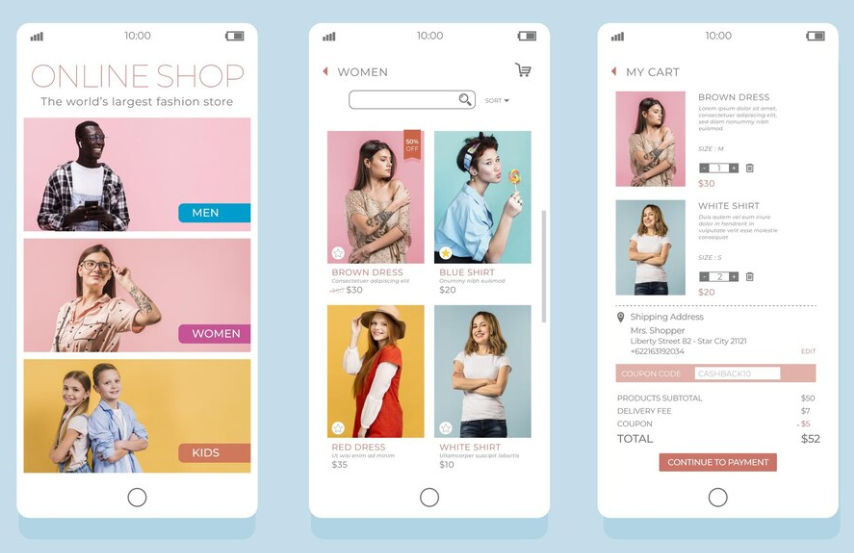 10:00
ONLINE SHOP
The world's largest fashion store
MEN
WOMEN
KIDS
10:00
WOMEN
SORT
50%
OFF
BROWN DRESS
Consectetuer adipiscing elit
$30
BLUE SHIRT
Onummy nibh euismod
$20
RED DRESS
Ut wisi enim ad minim
$35
WHITE SHIRT
Ullamcorper suscipit lobortis
$10
10:00
MY CART
BROWN DRESS
Lorem ipsum dolor sit amet,
consectetuer adipiscing elit,
sed diam nonummy nibh
euismod
SIZE : M
- 1 +
$30
WHITE SHIRT
Duis autem vel eum iriure
dolor in hendrerit in
vulputate velit esse molestie
consequat
SIZE : S
- 2 +
$20
Shipping Address
Mrs. Shopper
Liberty Street 82 - Star City 21121
+622163192034
EDIT
COUPON CODE CASHBACK10
PRODUCTS SUBTOTAL $50
DELIVERY FEE $7
COUPON - $5
TOTAL $52
CONTINUE TO PAYMENT